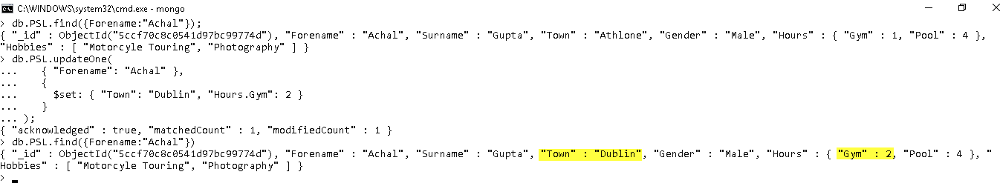 C:\WINDOWS\system32\cmd.exe - mongo
> db.PSL.find({Forename:"Achal"});
{ "_id" : ObjectId("5ccf70c8c0541d97bc99774d"), "Forename" : "Achal", "Surname" : "Gupta", "Town" : "Athlone", "Gender" : "Male", "Hours" : { "Gym" : 1, "Pool" : 4 },
"Hobbies" : [ "Motorcyle Touring", "Photography" ] }
> db.PSL.updateOne(
...    { "Forename": "Achal" },
...    {
...      $set: { "Town": "Dublin", "Hours.Gym": 2 }
...    }
... );
{ "acknowledged" : true, "matchedCount" : 1, "modifiedCount" : 1 }
> db.PSL.find({Forename:"Achal"})
{ "_id" : ObjectId("5ccf70c8c0541d97bc99774d"), "Forename" : "Achal", "Surname" : "Gupta", "Town" : "Dublin", "Gender" : "Male", "Hours" : { "Gym" : 2, "Pool" : 4 }, "
Hobbies" : [ "Motorcyle Touring", "Photography" ] }
>